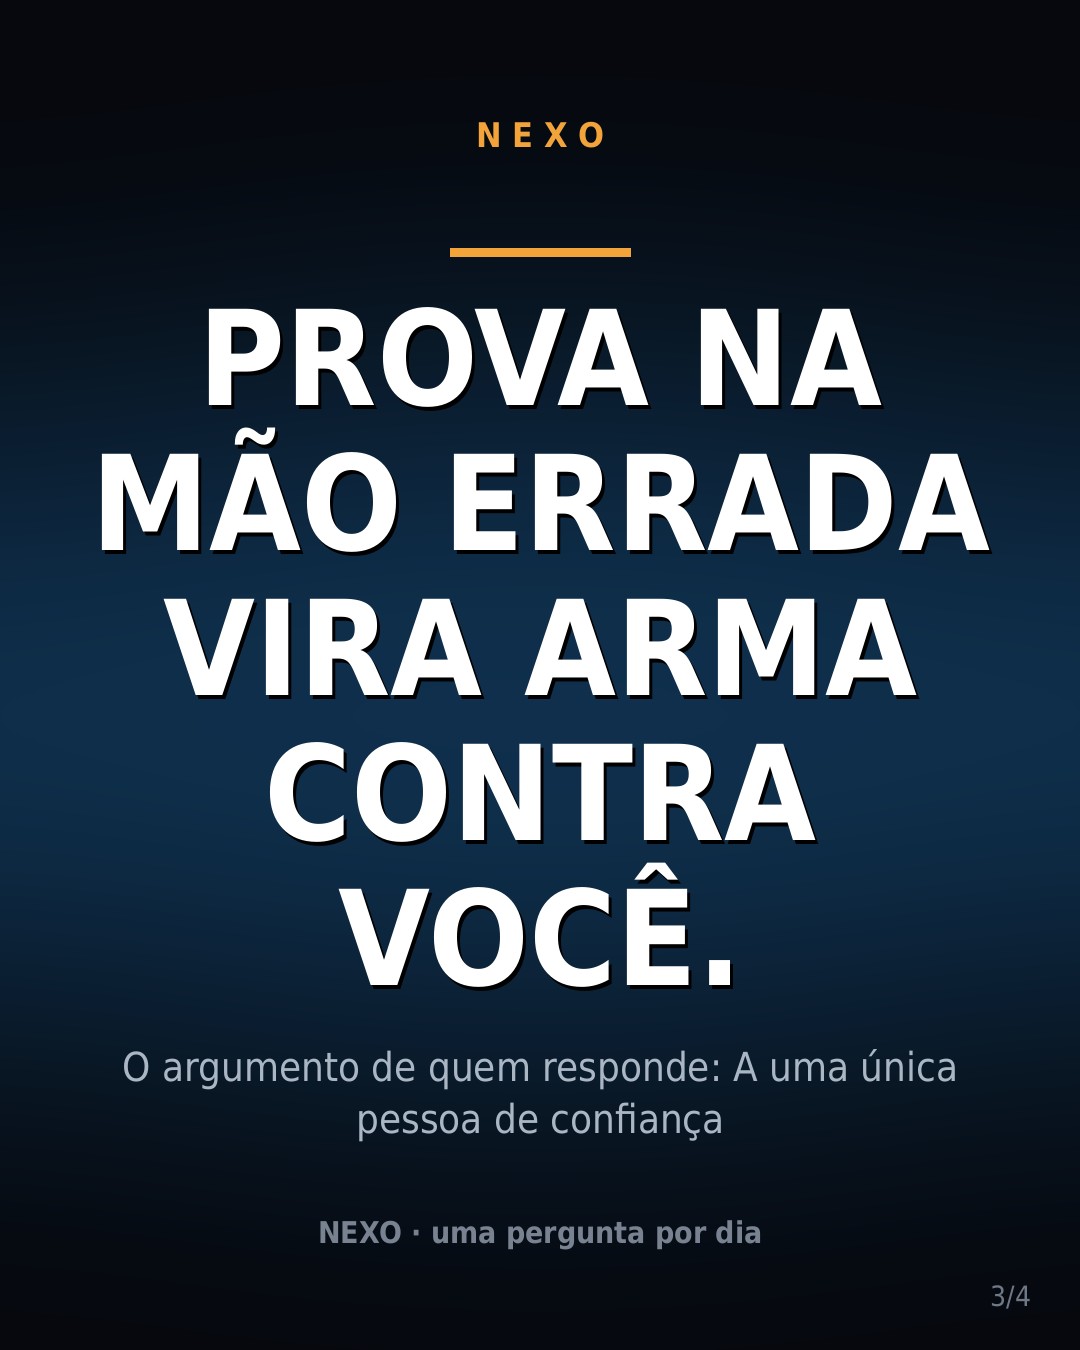 NEXO
PROVA NA
MÃO ERRADA
VIRA ARMA
CONTRA
VOCÊ.
O argumento de quem responde: A uma única
pessoa de confiança
NEXO · uma pergunta por dia
3/4